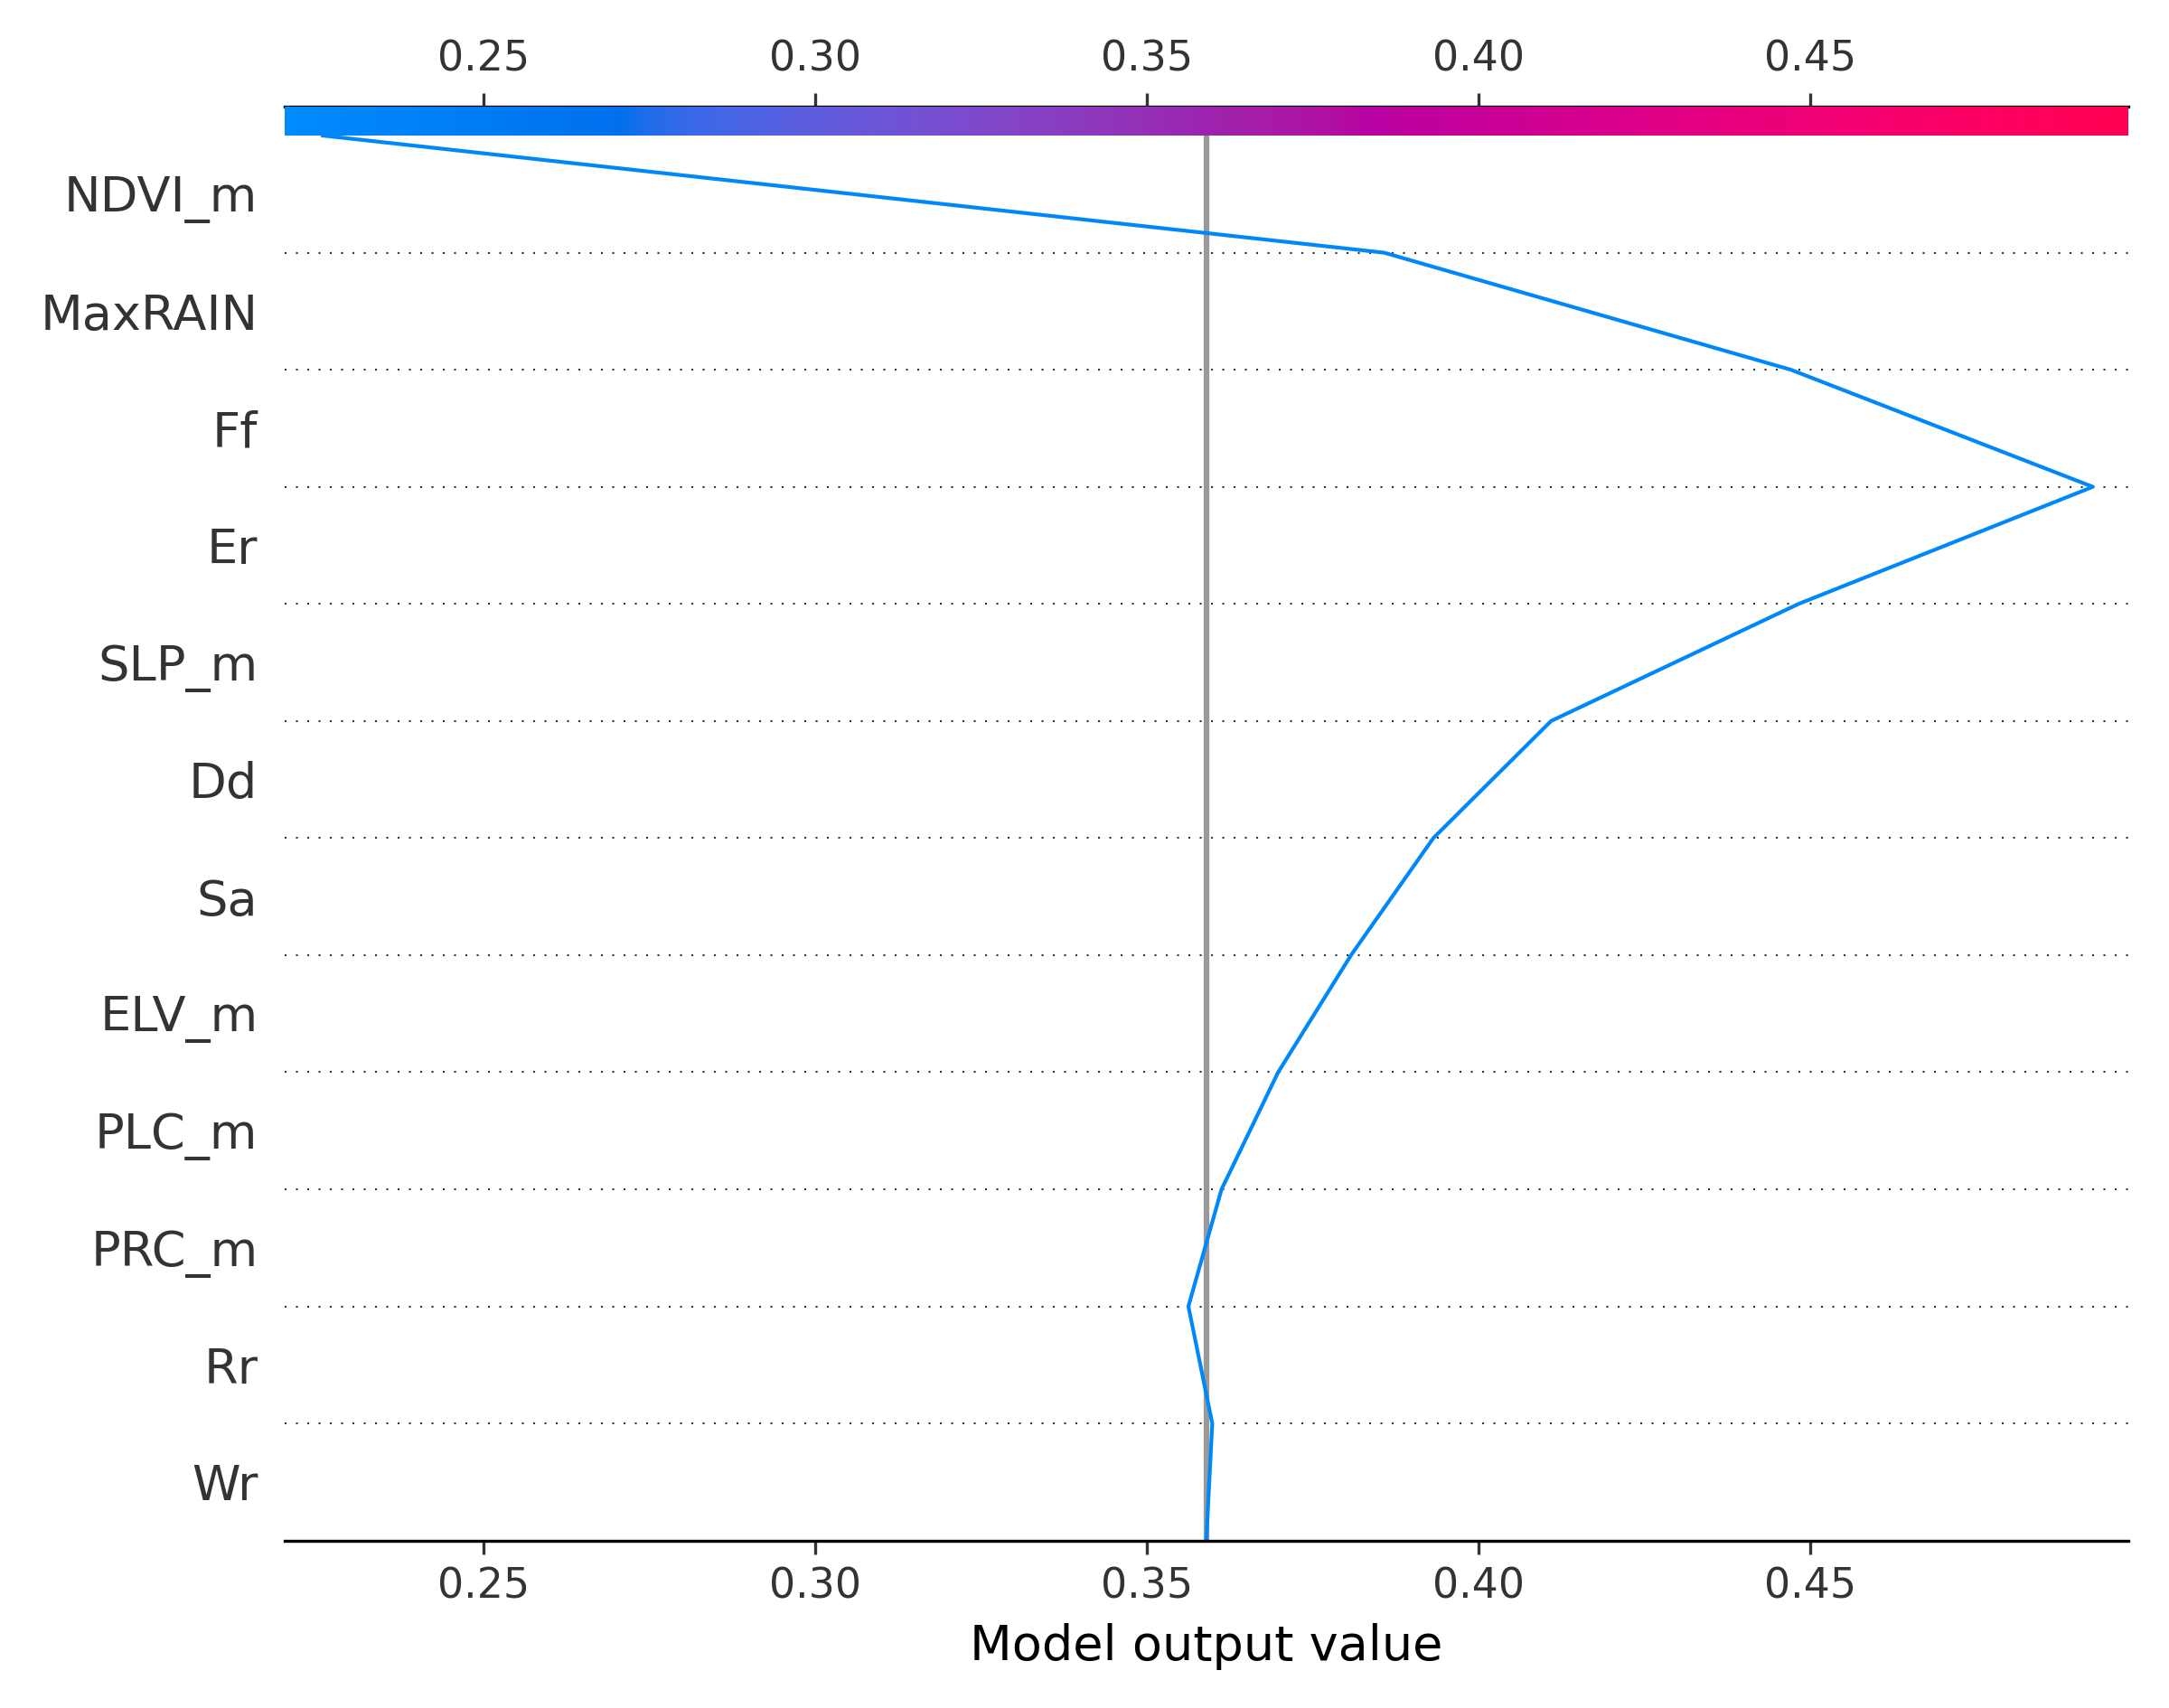 0.25 0.30 0.35 0.40 0.45
NDVI_m
MaxRAIN
Ff
Er
SLP_m
Dd
Sa
ELV_m
PLC_m
PRC_m
Rr
Wr
0.25 0.30 0.35 0.40 0.45
Model output value